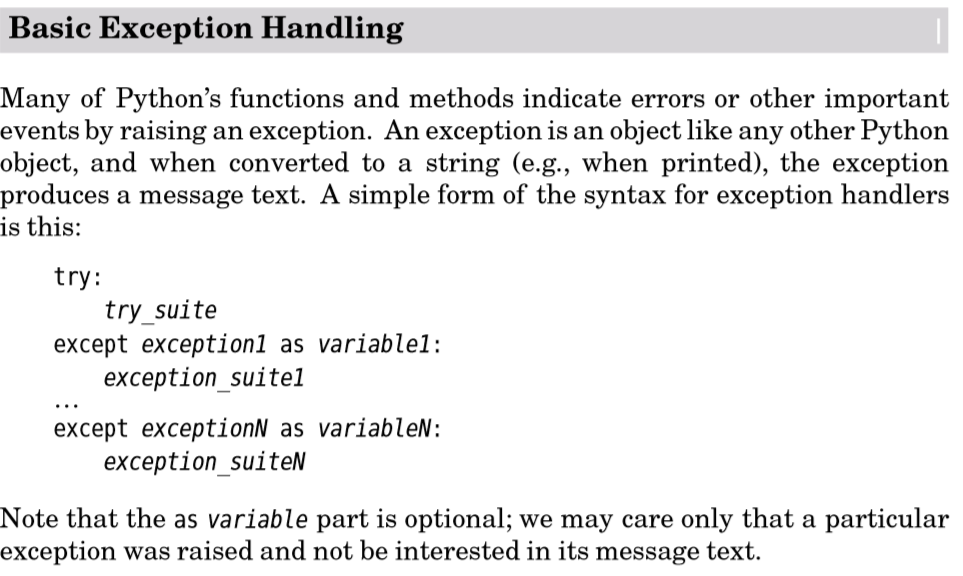 Basic Exception Handling
Many of Python’s functions and methods indicate errors or other important
events by raising an exception. An exception is an object like any other Python
object, and when converted to a string (e.g., when printed), the exception
produces a message text. A simple form of the syntax for exception handlers
is this:
try:
    try_suite
except exception1 as variable1:
    exception_suite1
...
except exceptionN as variableN:
    exception_suiteN
Note that the as variable part is optional; we may care only that a particular
exception was raised and not be interested in its message text.